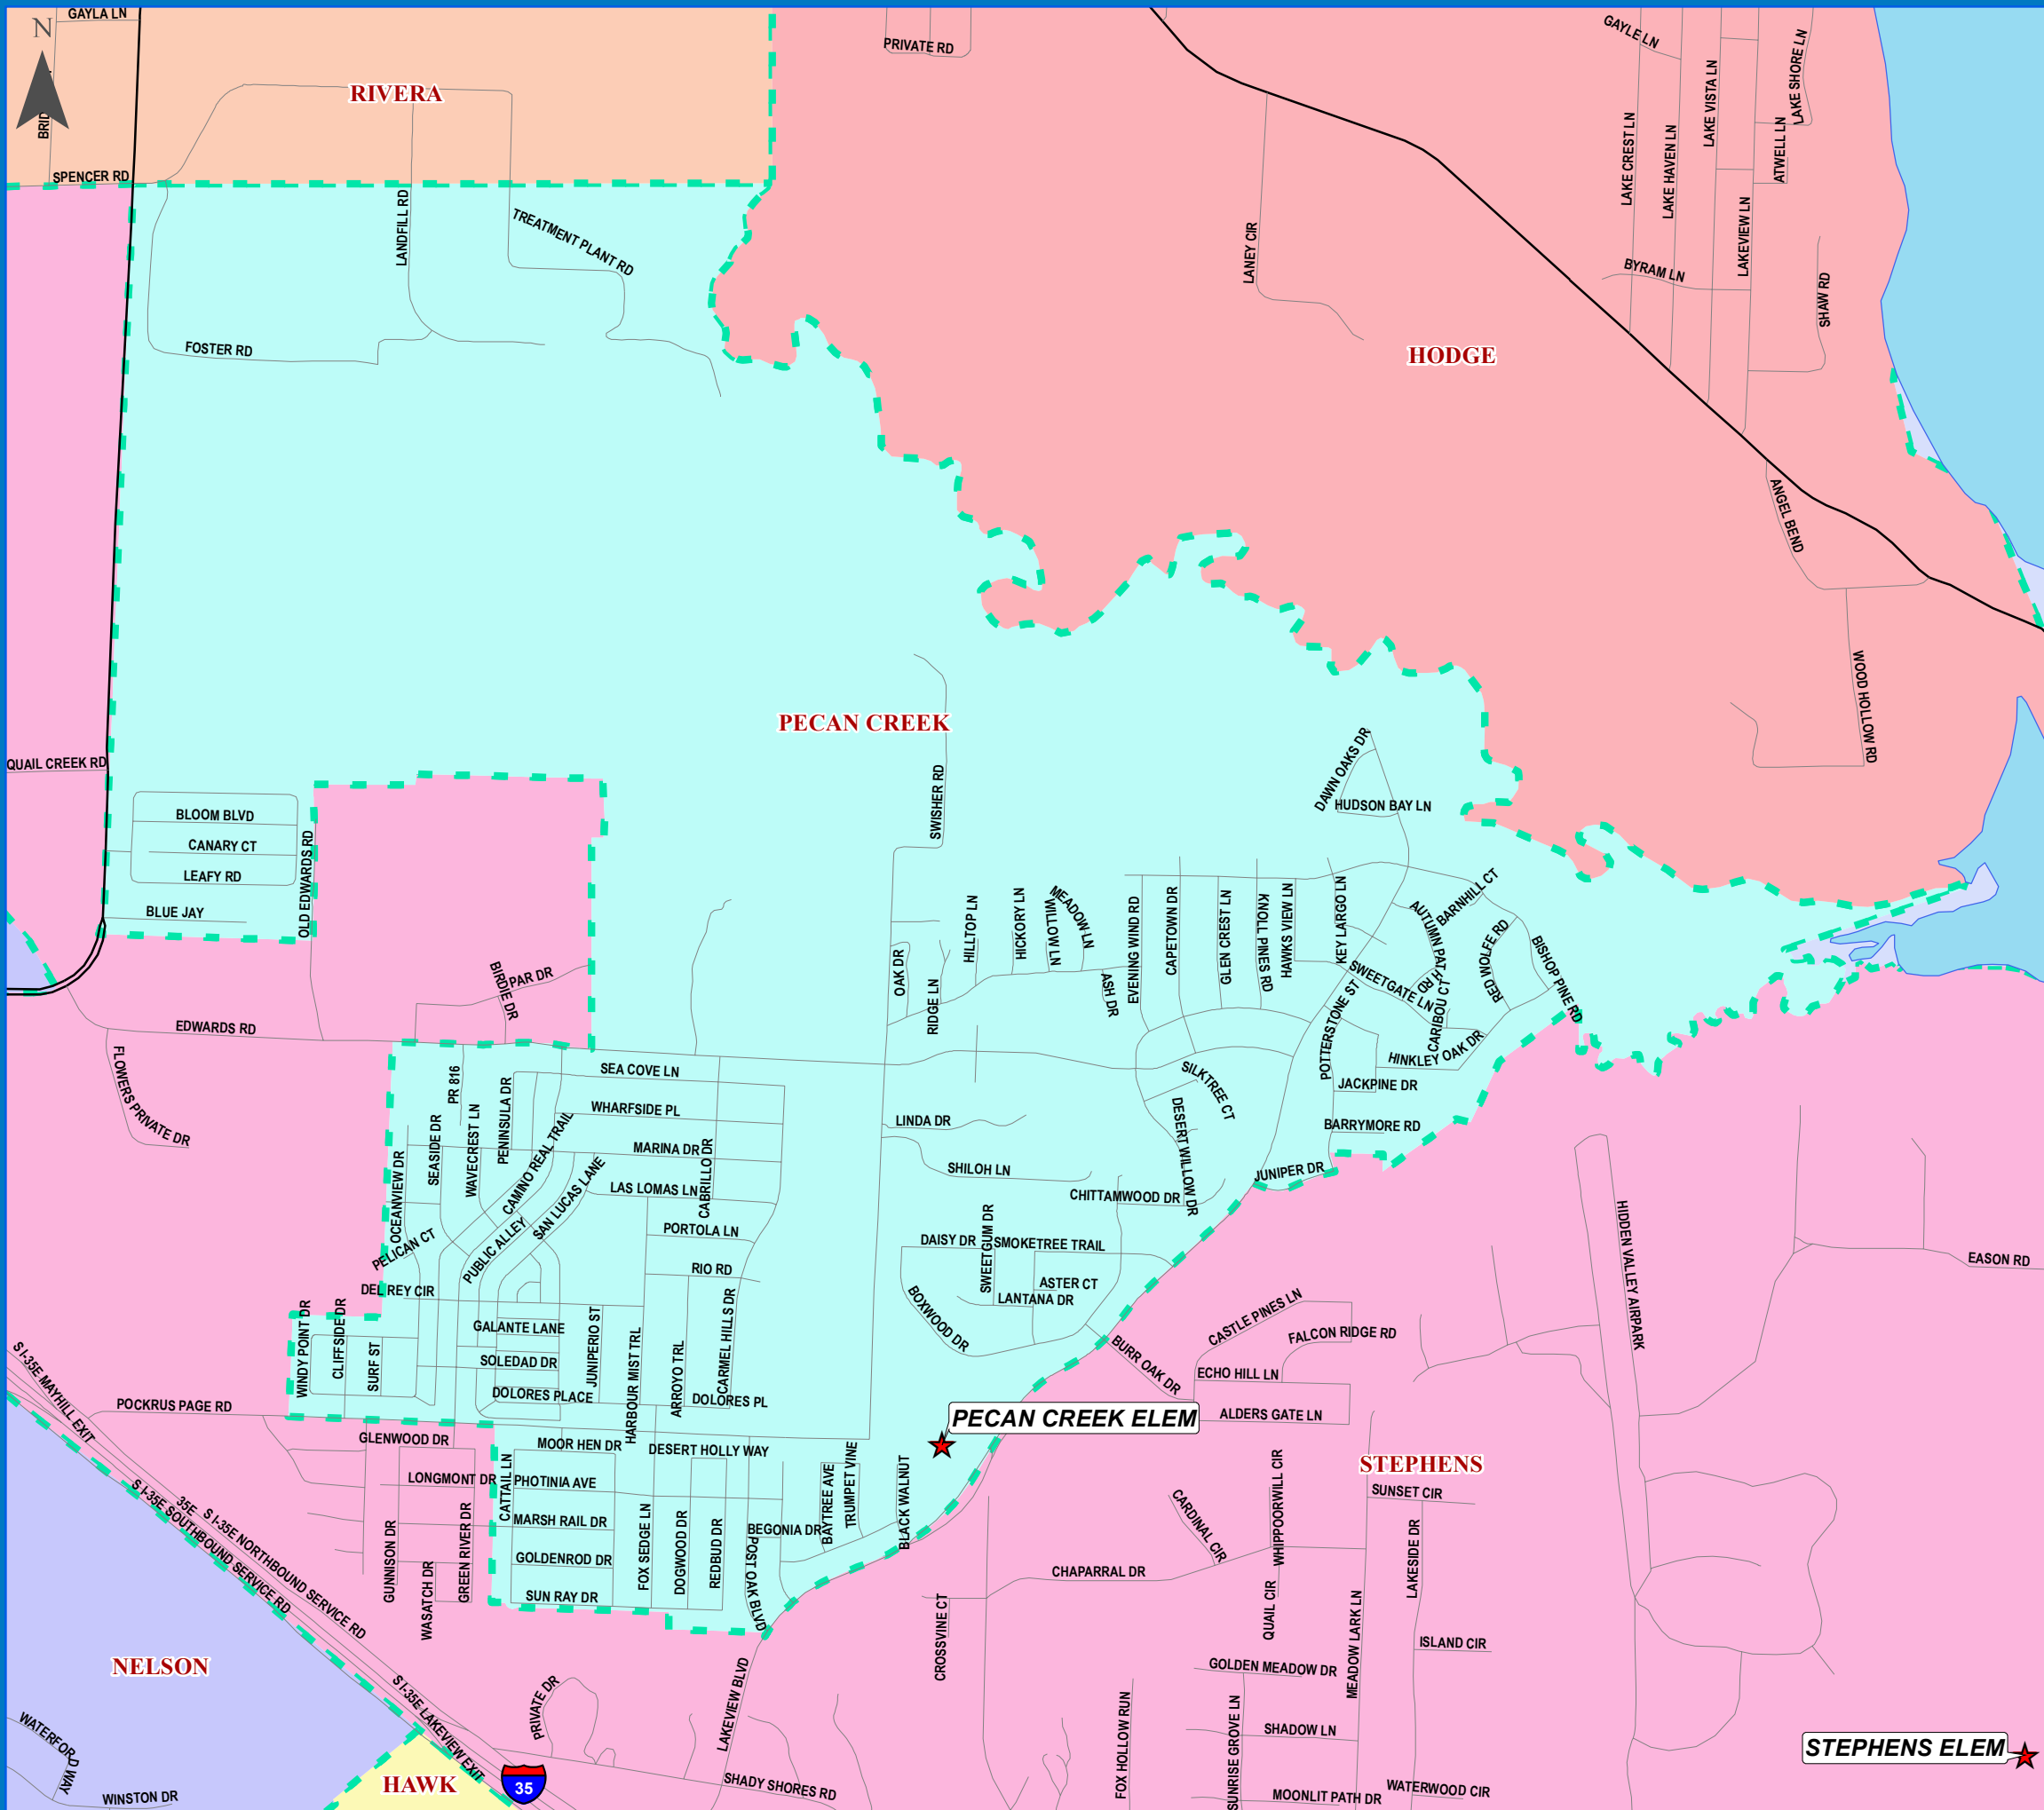 GAYLA LN
N
PRIVATE RD
GAYLE LN
LAKE SHORE LN
LAKE VISTA LN
RIVERA
LAKE CREST LN
LAKE HAVEN LN
ATWELL LN
SPENCER RD
LANDFILL RD
TREATMENT PLANT RD
LANEY CIR
LAKEVIEW LN
BYRAM LN
SHAW RD
FOSTER RD
HODGE
ANGEL BEND
WOOD HOLLOW RD
PECAN CREEK
QUAIL CREEK RD
SWISHER RD
DAWN OAKS DR
HUDSON BAY LN
BLOOM BLVD
CANARY CT
LEAFY RD
BLUE JAY
OLD EDWARDS RD
BIRDIE DR
PAR DR
OAK DR
RIDGE LN
HILLTOP LN
HICKORY LN
WILLOW LN
MEADOW LN
ASH DR
EVENING WIND RD
CAPETOWN DR
GLEN CREST LN
KNOLL PINES RD
HAWKS VIEW LN
KEY LARGO LN
AUTUMN PATH RD
BARNHILL CT
RED WOLFE RD
BISHOP PINE RD
SWEETGATE LN
CARIBOU CT
POTTERSTONE ST
HINKLEY OAK DR
JACKPINE DR
BARRYMORE RD
JUNIPER DR
EDWARDS RD
FLOWERS PRIVATE DR
PR 816
SEA COVE LN
WHARFSIDE PL
MARINA DR
SEASIDE DR
WAVECREST LN
PENINSULA DR
CAMINO REAL TRAIL
SAN LUCAS LANE
LAS LOMAS LN
CABRILLO DR
OCEANVIEW DR
PELICAN CT
PUBLIC ALLEY
PORTOLA LN
RIO RD
DEL REY CIR
LINDA DR
SHILOH LN
SILKTREE CT
DESERT WILLOW DR
CHITTAMWOOD DR
DAISY DR
SWEETGUM DR
SMOKETREE TRAIL
ASTER CT
LANTANA DR
BOXWOOD DR
HIDDEN VALLEY AIRPARK
EASON RD
WINDY POINT DR
CLIFFSIDE DR
SURF ST
GALANTE LANE
SOLEDAD DR
JUNIPERIO ST
HARBOUR MIST TRL
ARROYO TRL
CARMEL HILLS DR
DOLORES PLACE
DOLORES PL
BURR OAK DR
CASTLE PINES LN
FALCON RIDGE RD
ECHO HILL LN
ALDERS GATE LN
S I-35E MAYHILL EXIT
POCKRUS PAGE RD
PECAN CREEK ELEM
GLENWOOD DR
LONGMONT DR
MOOR HEN DR
DESERT HOLLY WAY
CATTAIL LN
PHOTINIA AVE
MARSH RAIL DR
GOLDENROD DR
SUN RAY DR
FOX SEDGE LN
DOGWOOD DR
REDBUD DR
POST OAK BLVD
BEGONIA DR
BAYTREE AVE
TRUMPET VINE
BLACK WALNUT
STEPHENS
SUNSET CIR
CARDINAL CIR
WHIPPOORWILL CIR
LAKESIDE DR
CHAPARRAL DR
35E
S I-35E NORTHBOUND SERVICE RD
S I-35E SOUTHBOUND SERVICE RD
GUNNISON DR
WASATCH DR
GREEN RIVER DR
CROSSVINE CT
QUAIL CIR
MEADOW LARK LN
ISLAND CIR
GOLDEN MEADOW DR
NELSON
S I-35E LAKEVIEW EXIT
PRIVATE DR
LAKEVIEW BLVD
FOX HOLLOW RUN
SUNRISE GROVE LN
SHADOW LN
STEPHENS ELEM
WATERFORD WAY
WINSTON DR
HAWK
35
SHADY SHORES RD
MOONLIT PATH DR
WATERWOOD CIR